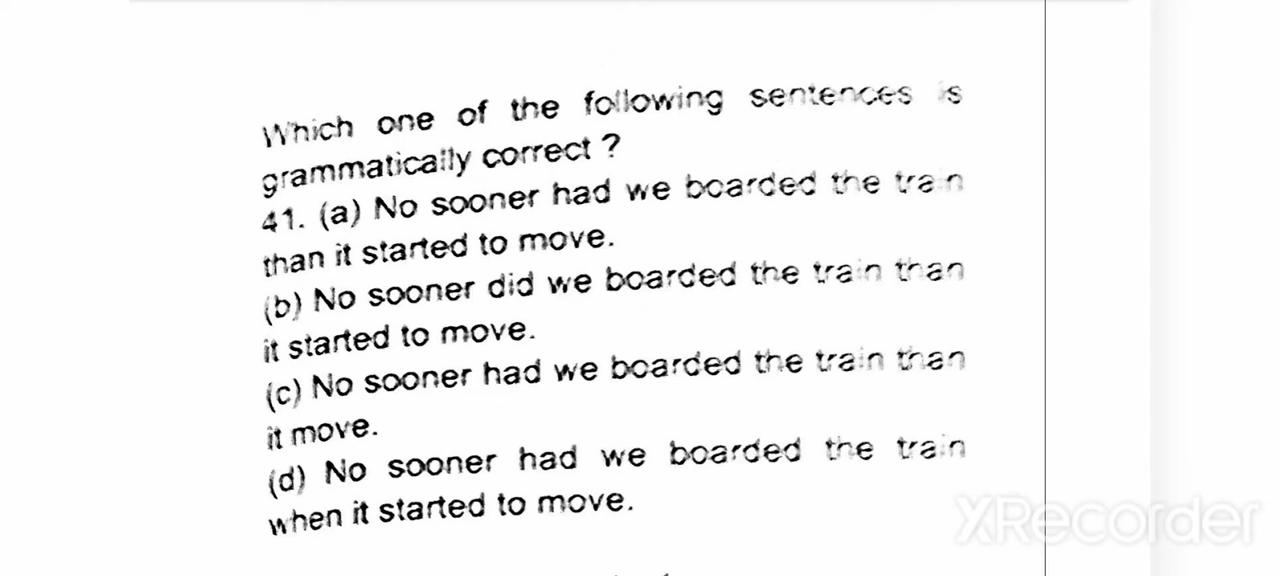 Which one of the following sentences is
grammatically correct ?
41. (a) No sooner had we boarded the train
than it started to move.
(b) No sooner did we boarded the train than
it started to move.
(c) No sooner had we boarded the train than
it move.
(d) No sooner had we boarded the train
when it started to move.
XRecorder